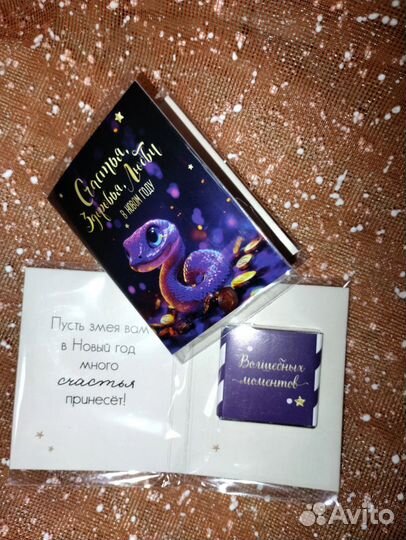 Счастья,
Здоровья, Любви
в новом году
Пусть змея вам
в Новый год
много
счастья
принесёт!
Волшебных
моментов
Avito